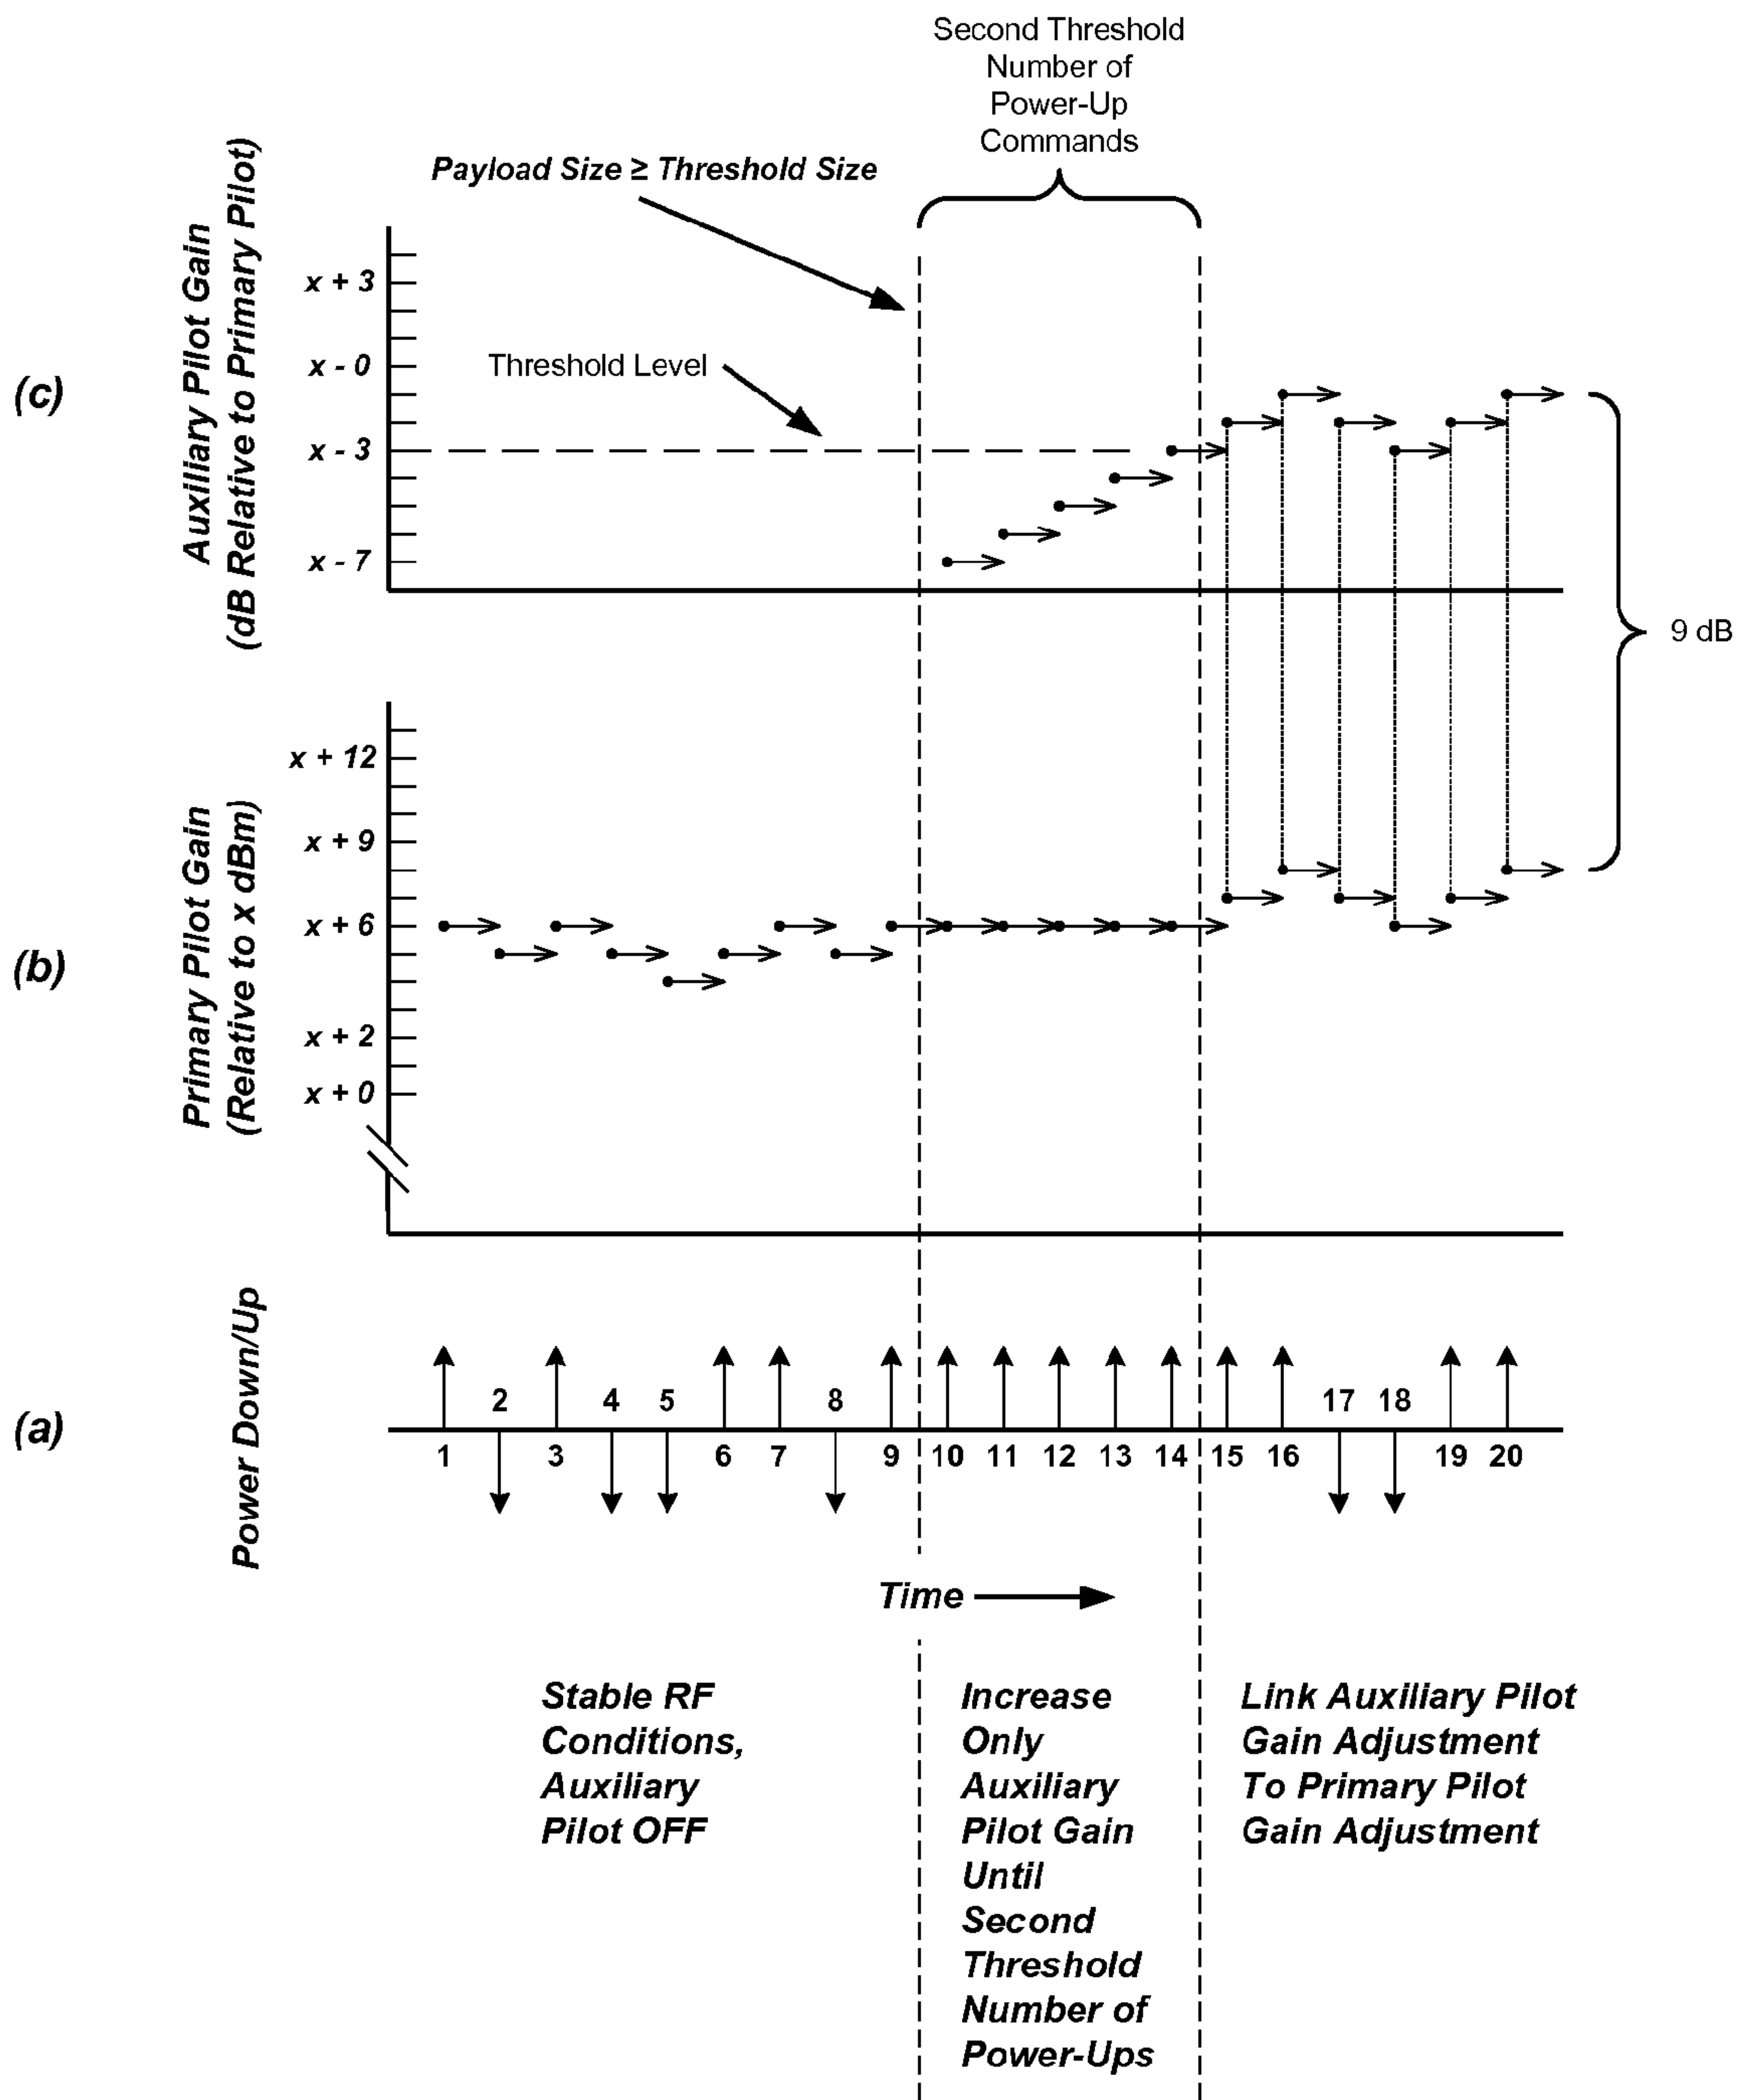 Second Threshold
Number of
Power-Up
Commands
Payload Size ≥ Threshold Size
(c)
Auxiliary Pilot Gain
(dB Relative to Primary Pilot)
x + 3
x - 0
x - 3
x - 7
Threshold Level
9 dB
(b)
Primary Pilot Gain
(Relative to x dBm)
x + 12
x + 9
x + 6
x + 2
x + 0
(a)
Power Down/Up
2 4 5 8 17 18
1 3 6 7 9 10 11 12 13 14 15 16 19 20
Time
Stable RF
Conditions,
Auxiliary
Pilot OFF
Increase
Only
Auxiliary
Pilot Gain
Until
Second
Threshold
Number of
Power-Ups
Link Auxiliary Pilot
Gain Adjustment
To Primary Pilot
Gain Adjustment